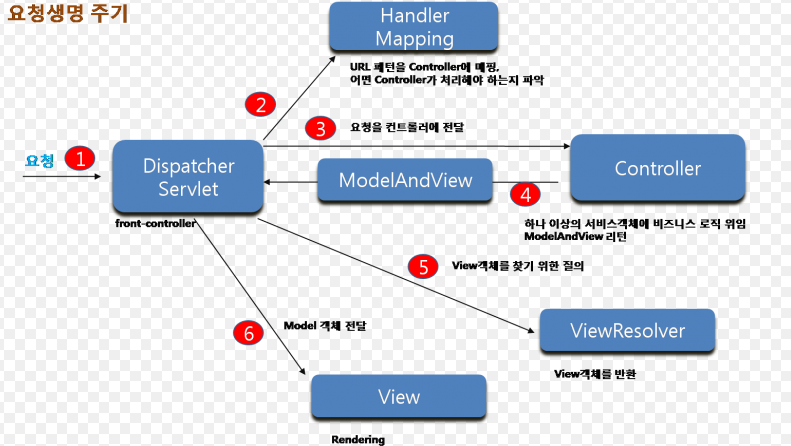 요청생명 주기
Handler
Mapping
URL 패턴을 Controller에 매핑,
어떤 Controller가 처리해야 하는지 파악
2
3
요청을 컨트롤러에 전달
요청
1
Dispatcher
Servlet
front-controller
ModelAndView
4
Controller
하나 이상의 서비스객체에 비즈니스 로직 위임
ModelAndView 리턴
5
View객체를 찾기 위한 질의
6
Model 객체 전달
ViewResolver
View객체를 반환
View
Rendering